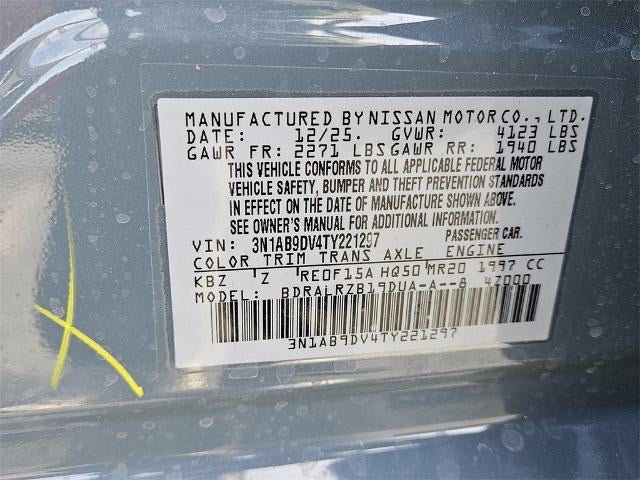 MANUFACTURED BY NISSAN MOTOR CO., LTD.
DATE: 12/25. GVWR: 4123 LBS
GAWR FR: 2271 LBS GAWR RR: 1940 LBS
THIS VEHICLE CONFORMS TO ALL APPLICABLE FEDERAL MOTOR
VEHICLE SAFETY, BUMPER AND THEFT PREVENTION STANDARDS
IN EFFECT ON THE DATE OF MANUFACTURE SHOWN ABOVE.
SEE OWNER'S MANUAL FOR ADDITIONAL INFORMATION.
VIN: 3N1AB9DV4TY221297 PASSENGER CAR.
COLOR TRIM TRANS AXLE ENGINE
KBZ 'Z RE0F15A HQ50 MR20 1997 CC
MODEL: BDRALRZB19DUA-A--B 4Z000
3N1AB9DV4TY221297